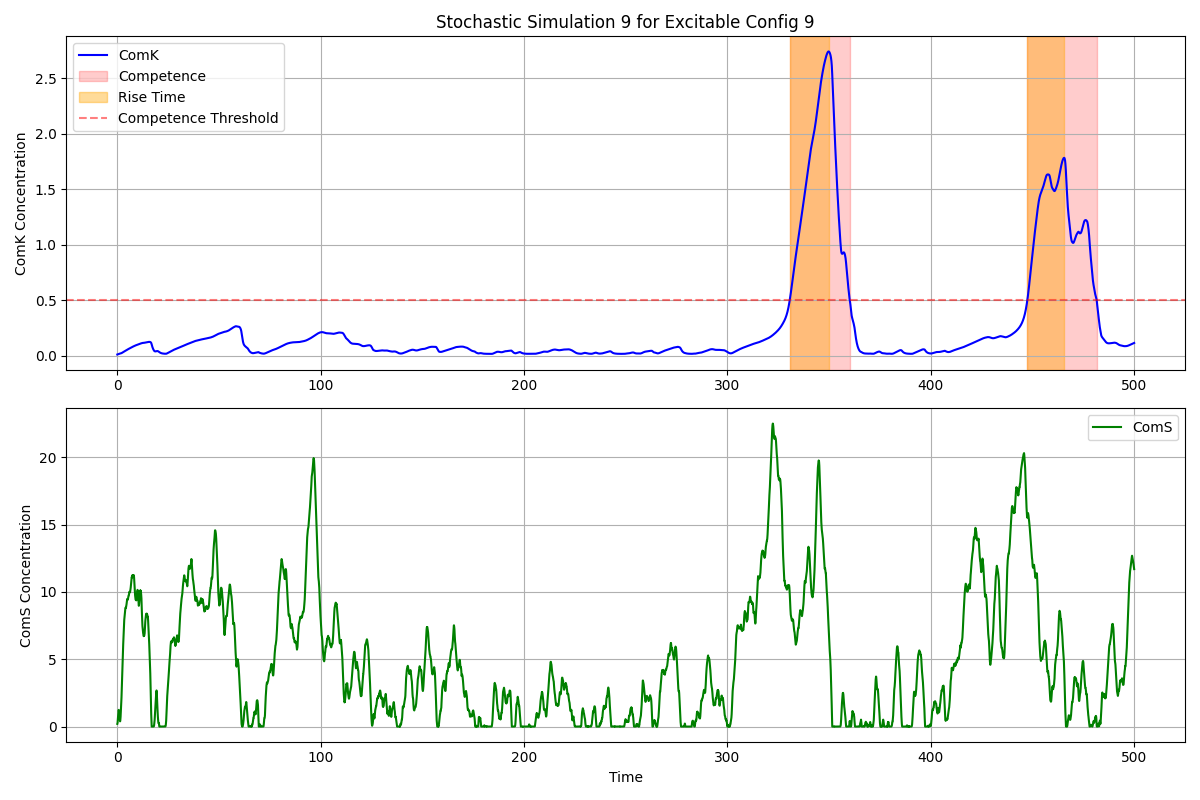 Stochastic Simulation 9 for Excitable Config 9
ComK Concentration
2.5
2.0
1.5
1.0
0.5
0.0
ComK
Competence
Rise Time
Competence Threshold
0 100 200 300 400 500
ComS Concentration
20
15
10
5
0
ComS
0 100 200 300 400 500
Time